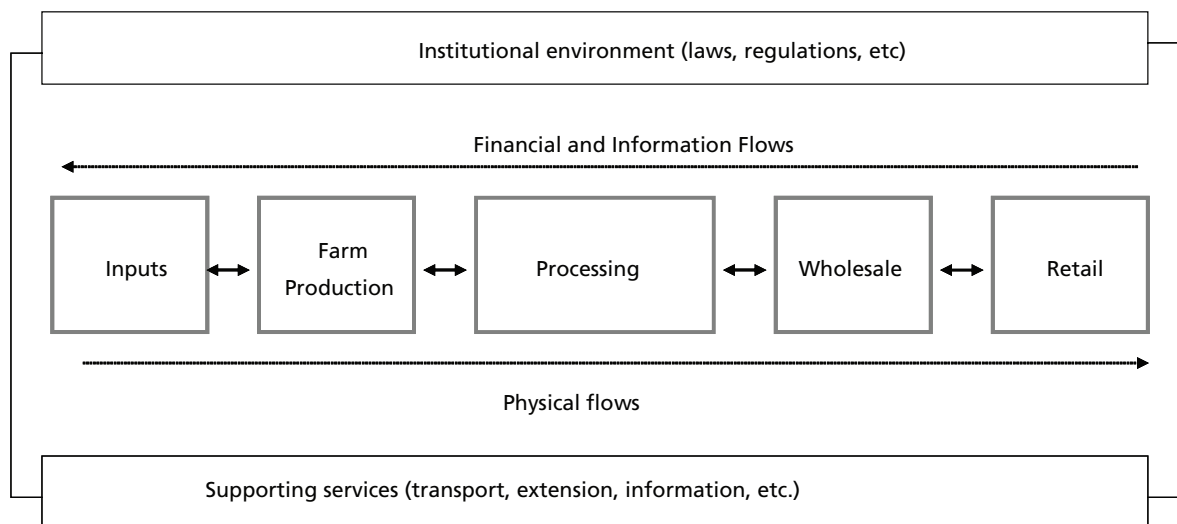 Institutional environment (laws, regulations, etc)
Financial and Information Flows
Inputs
Farm
Production
Processing
Wholesale
Retail
Physical flows
Supporting services (transport, extension, information, etc.)